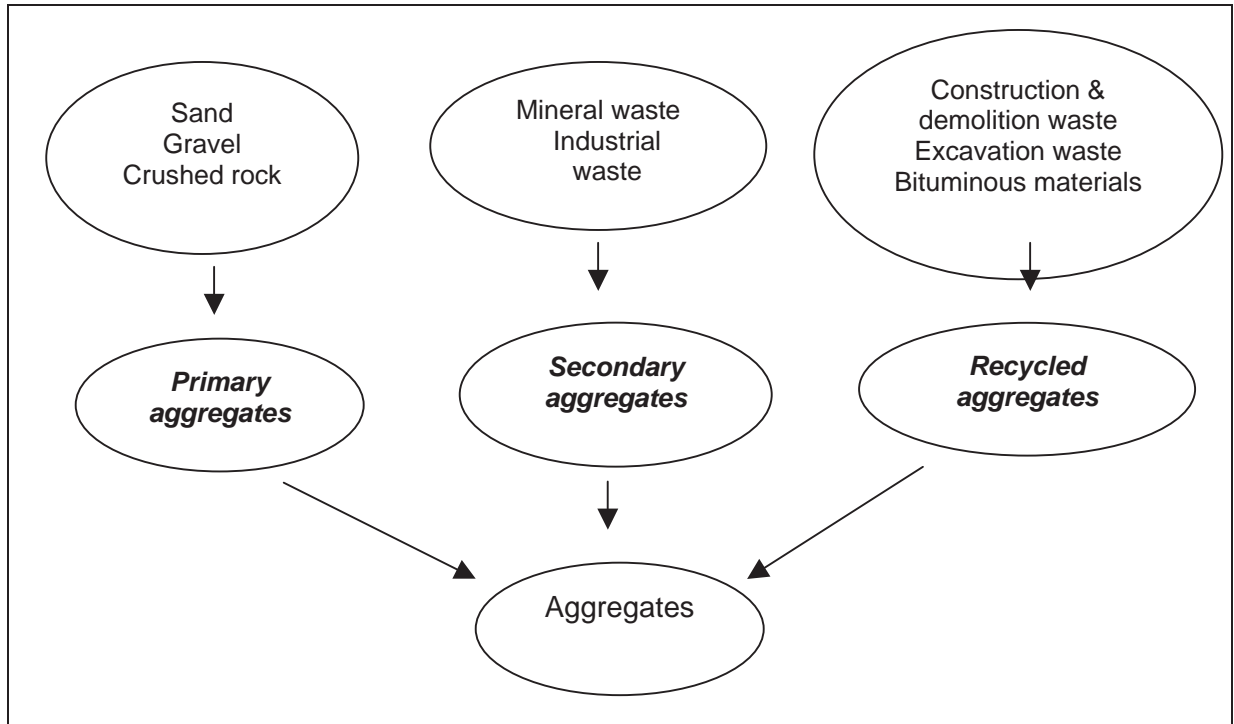 Sand
Gravel
Crushed rock
Mineral waste
Industrial
waste
Construction &
demolition waste
Excavation waste
Bituminous materials
Primary
aggregates
Secondary
aggregates
Recycled
aggregates
Aggregates